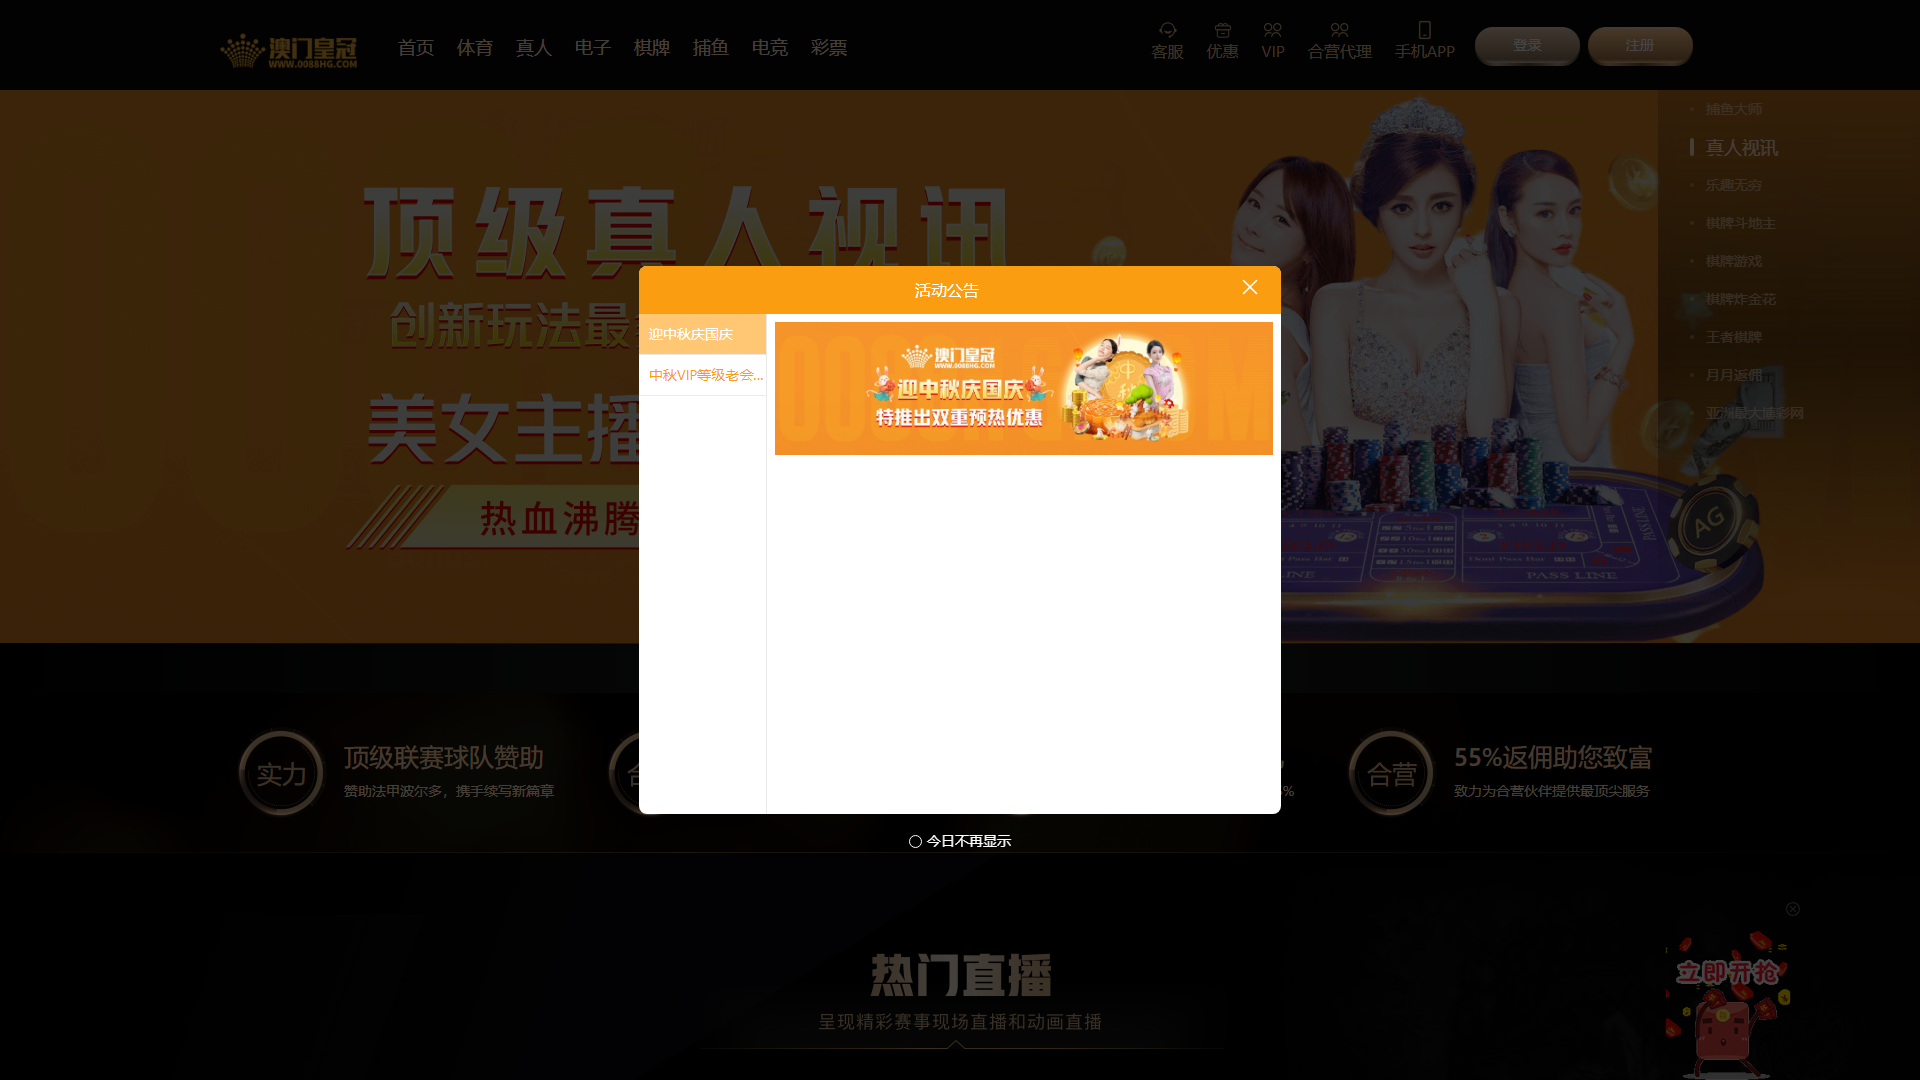 澳门皇冠
WWW.0088HG.COM
首页 体育 真人 电子 棋牌 捕鱼 电竞 彩票
客服 优惠 VIP 合营代理 手机APP
登录 注册
捕鱼大师
真人视讯
乐趣无穷
棋牌斗地主
棋牌游戏
棋牌炸金花
王者棋牌
月月返佣
亚洲最大博彩网
顶级真人视讯
创新玩法最
美女主播
热血沸腾
AG
PASS LINE
活动公告
迎中秋庆国庆
中秋VIP等级老会...
澳门皇冠
WWW.0088HG.COM
迎中秋庆国庆
特推出双重预热优惠
实力
顶级联赛球队赞助
赞助法甲波尔多，携手续写新篇章
合营
55%返佣助您致富
致力为合营伙伴提供最顶尖服务
今日不再显示
热门直播
呈现精彩赛事现场直播和动画直播
立即开抢